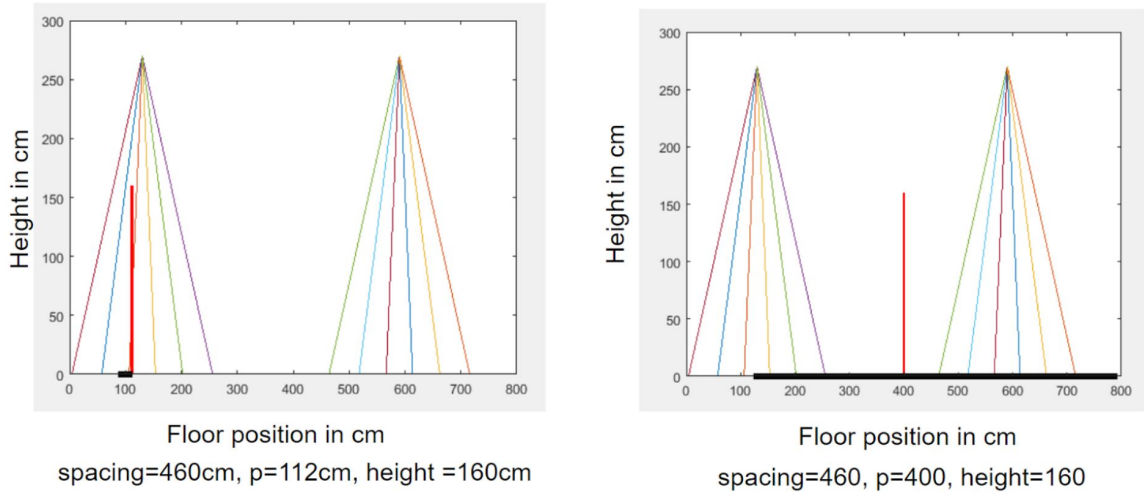 300
250
200
150
100
50
0
0 100 200 300 400 500 600 700 800
Height in cm
Floor position in cm
spacing=460cm, p=112cm, height =160cm
300
250
200
150
100
50
0
0 100 200 300 400 500 600 700 800
Height in cm
Floor position in cm
spacing=460, p=400, height=160